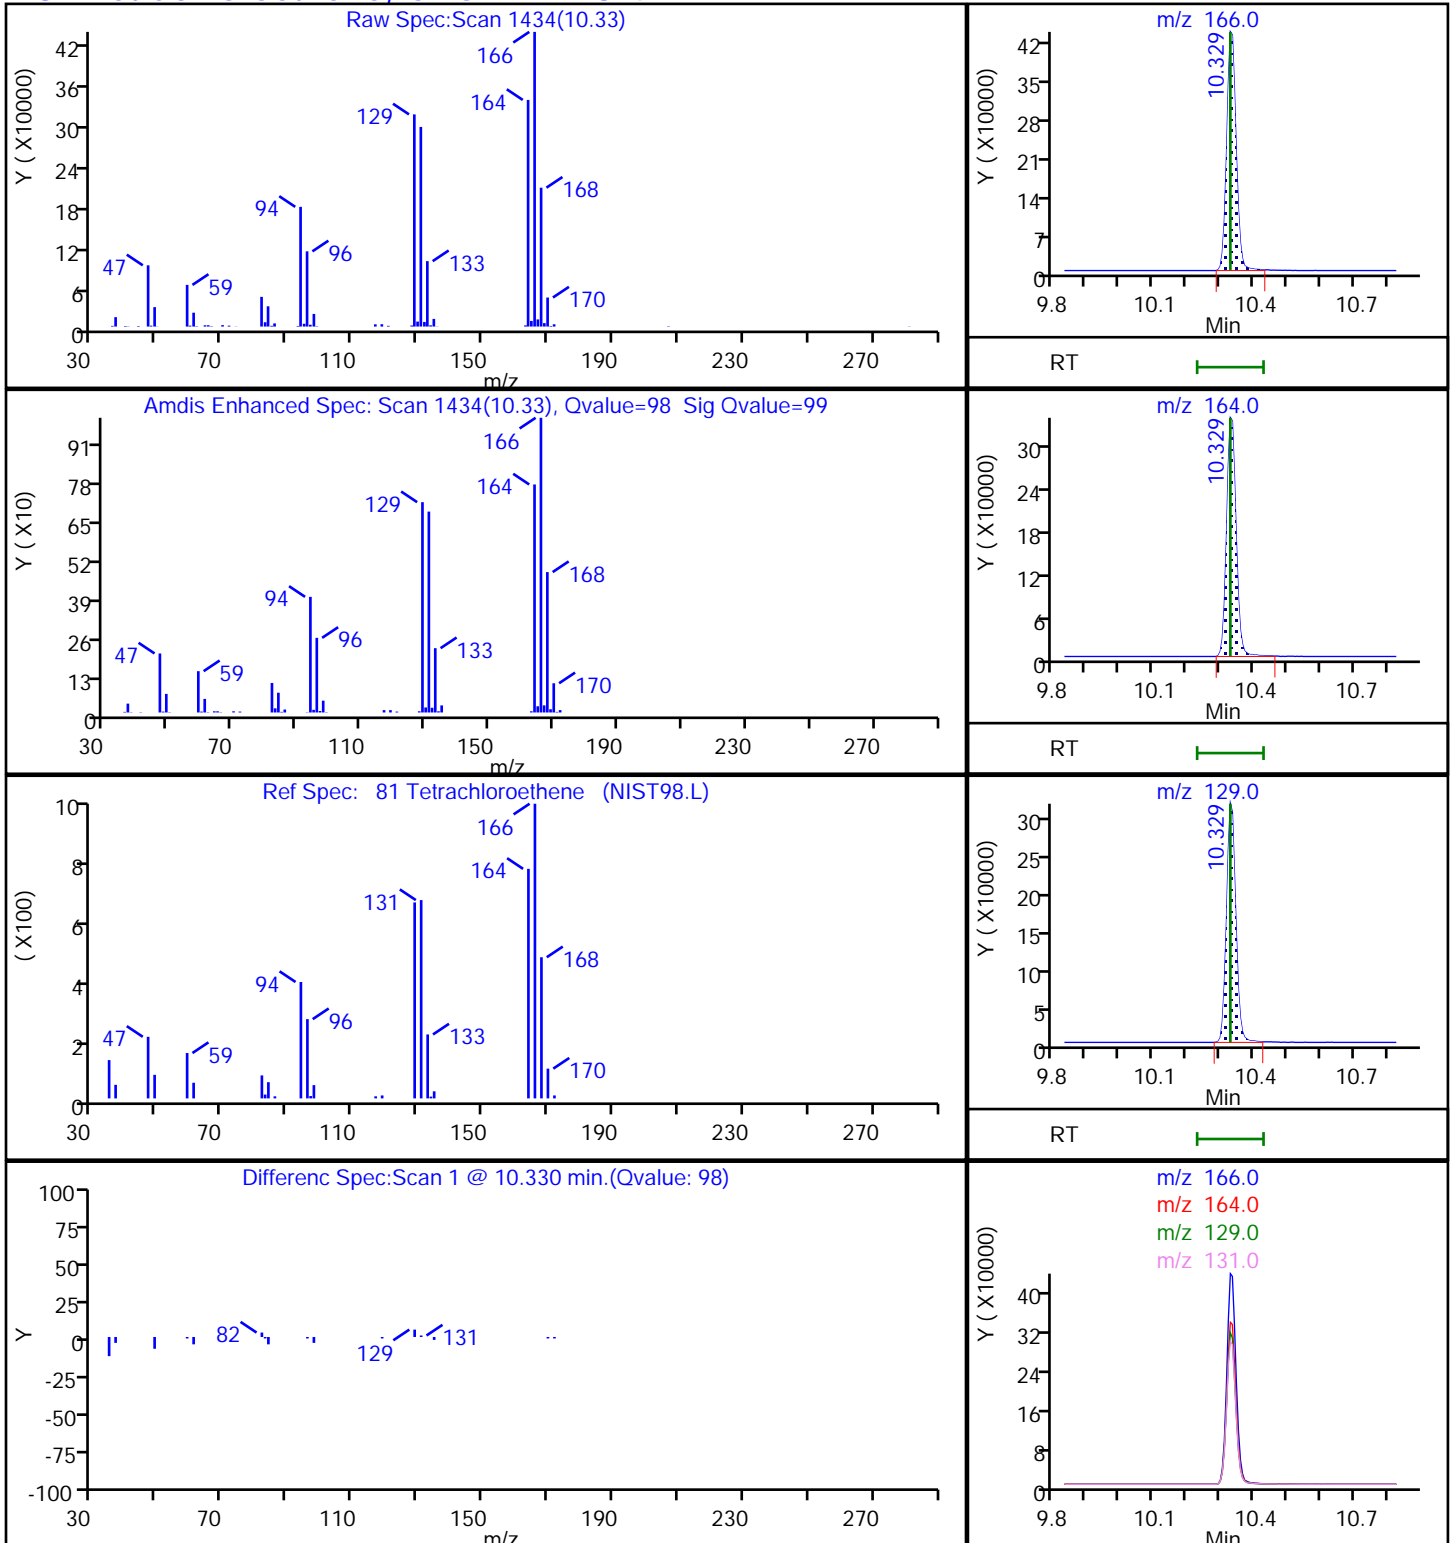 Raw Spec:Scan 1434(10.33)
Y ( X10000)
42
36
30
24
18
12
6
0
166
164
129
168
94
96
47
59
133
170
30 70 110 150 190 230 270
m/z
m/z 166.0
Y ( X10000)
42
35
28
21
14
7
0
10.329
9.8 10.1 10.4 10.7
Min
RT
Amdis Enhanced Spec: Scan 1434(10.33), Qvalue=98 Sig Qvalue=99
Y ( X10)
91
78
65
52
39
26
13
0
166
164
129
168
94
96
47
59
133
170
30 70 110 150 190 230 270
m/z
m/z 164.0
Y ( X10000)
30
24
18
12
6
0
10.329
9.8 10.1 10.4 10.7
Min
RT
Ref Spec: 81 Tetrachloroethene (NIST98.L)
( X100)
10
8
6
4
2
0
166
164
131
168
94
96
47
59
133
170
30 70 110 150 190 230 270
m/z 129.0
Y ( X10000)
30
25
20
15
10
5
0
10.329
9.8 10.1 10.4 10.7
Min
RT
Differenc Spec:Scan 1 @ 10.330 min.(Qvalue: 98)
Y
100
75
50
25
0
-25
-50
-75
-100
82
129
131
30 70 110 150 190 230 270
m/z
m/z 166.0
m/z 164.0
m/z 129.0
m/z 131.0
Y ( X10000)
40
32
24
16
8
0
9.8 10.1 10.4 10.7
Min